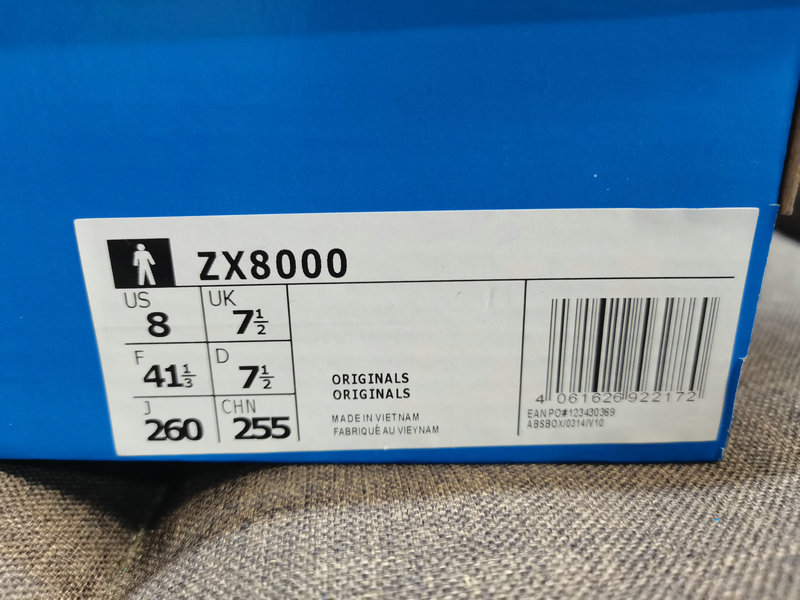 ZX8000
US 8 UK 7½
F 41⅓ D 7½
J 260 CHN 255
ORIGINALS
ORIGINALS
MADE IN VIETNAM
FABRIQUÉ AU VIEYNAM
4 061626 922172
EAN PO#123430369
ABSBOX/0314/V10